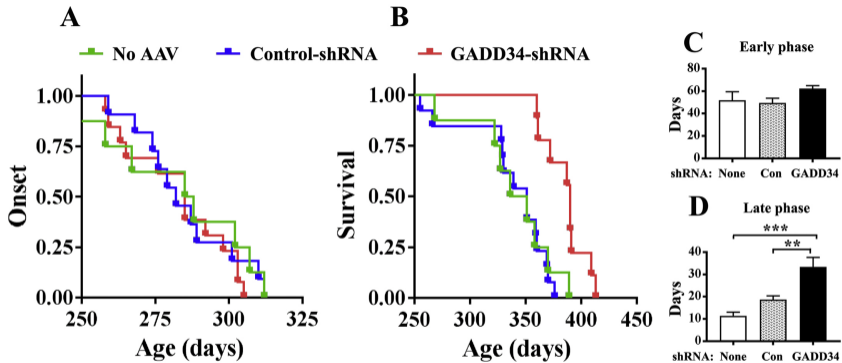 A
B
No AAV
Control-shRNA
GADD34-shRNA
Onset
1.00
0.75
0.50
0.25
0.00
250
275
300
325
Age (days)
Survival
1.00
0.75
0.50
0.25
0.00
250
300
350
400
450
Age (days)
C
Early phase
Days
80
60
40
20
0
shRNA: None Con GADD34
D
Late phase
***
**
Days
40
30
20
10
0
shRNA: None Con GADD34